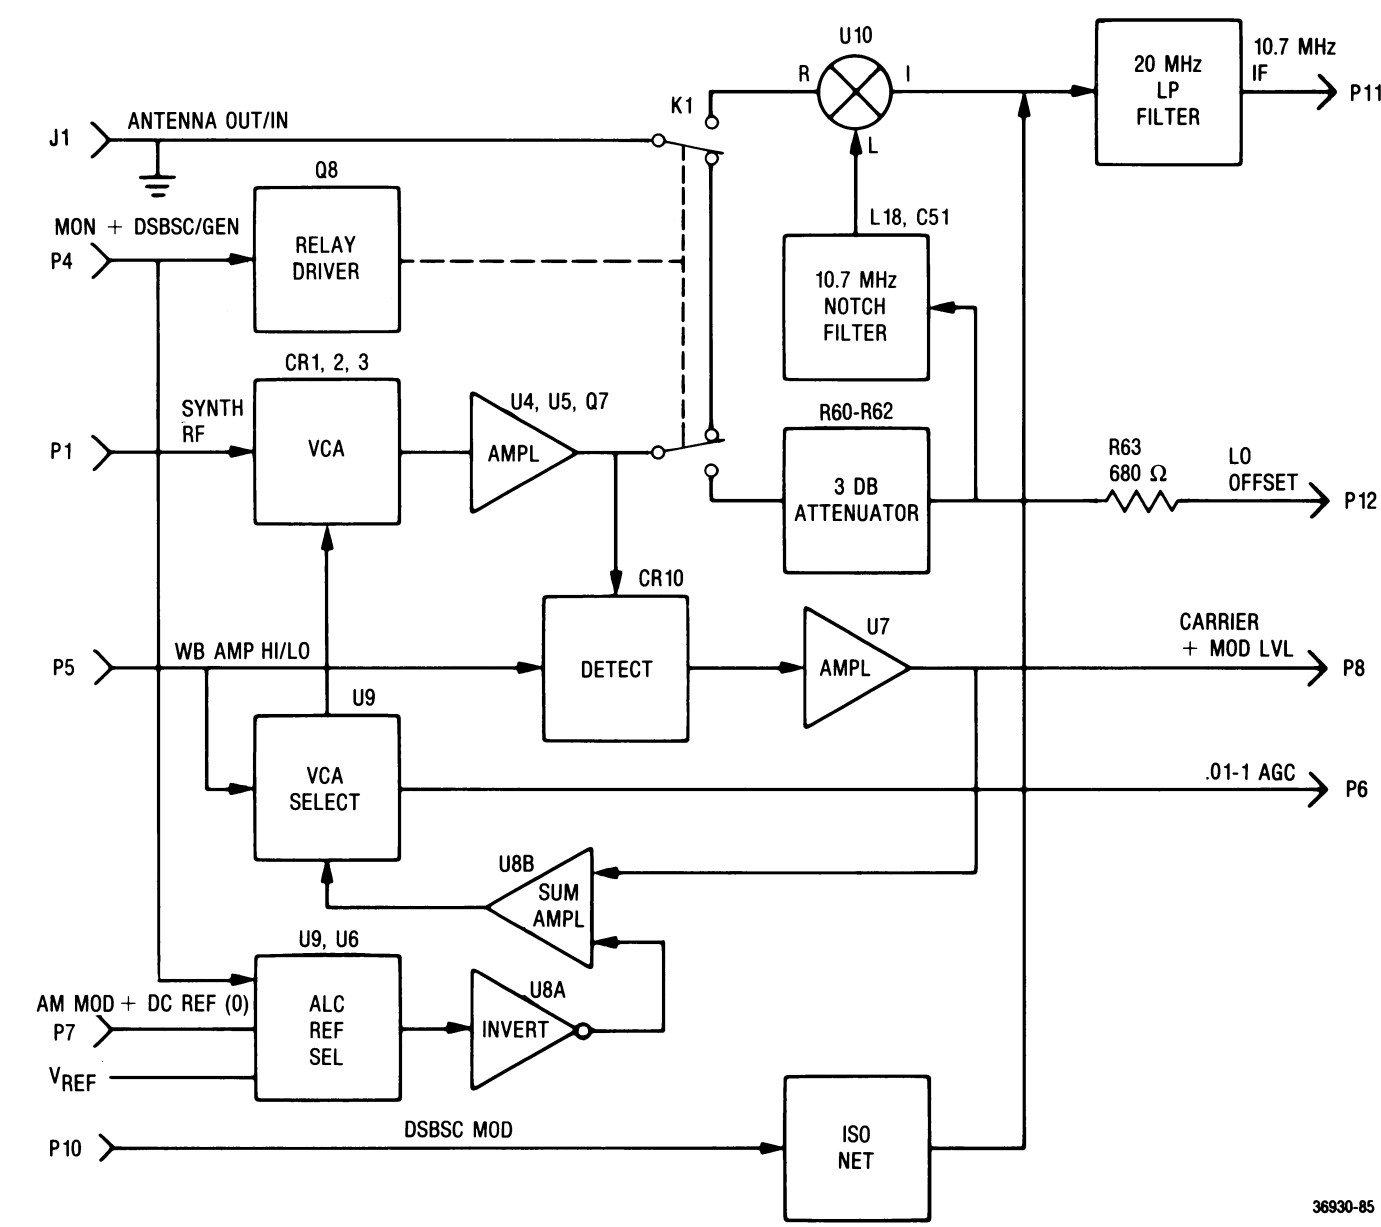 U10
R
I
20 MHz
LP
FILTER
10.7 MHz
IF
P11
K1
J1
ANTENNA OUT/IN
L
Q8
MON + DSBSC/GEN
P4
RELAY
DRIVER
L18, C51
10.7 MHz
NOTCH
FILTER
CR1, 2, 3
SYNTH
RF
P1
VCA
U4, U5, Q7
AMPL
R60-R62
3 DB
ATTENUATOR
R63
680 Ω
LO
OFFSET
P12
CR10
P5
WB AMP HI/LO
DETECT
U7
AMPL
CARRIER
+ MOD LVL
P8
U9
VCA
SELECT
.01-1 AGC
P6
U8B
SUM
AMPL
U9, U6
AM MOD + DC REF (0)
P7
VREF
ALC
REF
SEL
U8A
INVERT
P10
DSBSC MOD
ISO
NET
36930-85